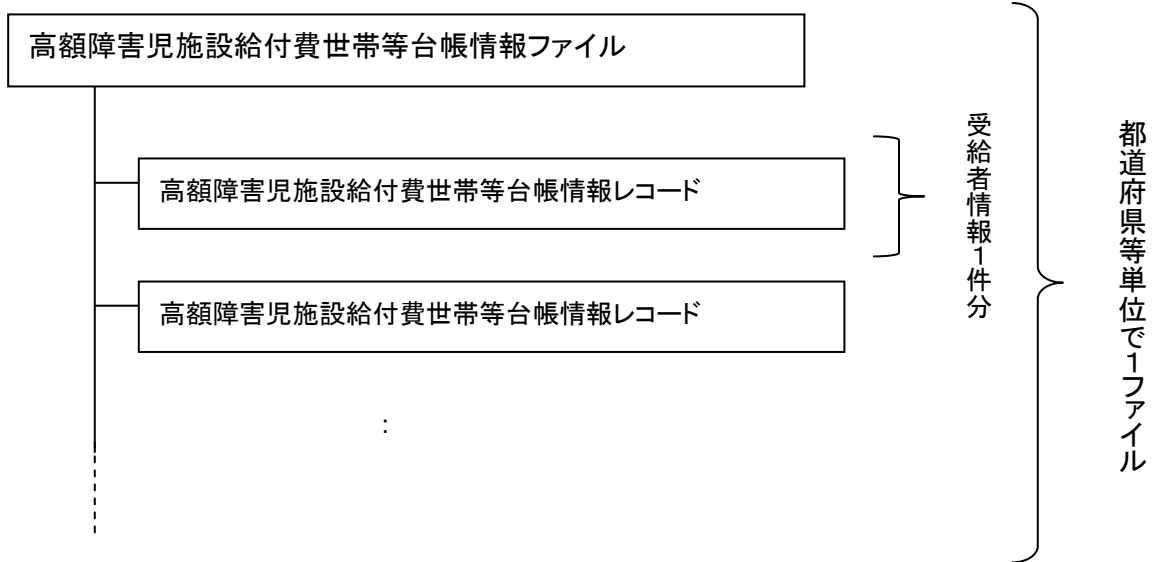 高額障害児施設給付費世帯等台帳情報ファイル
高額障害児施設給付費世帯等台帳情報レコード
受給者情報1件分
高額障害児施設給付費世帯等台帳情報レコード
:
都道府県等単位で1ファイル